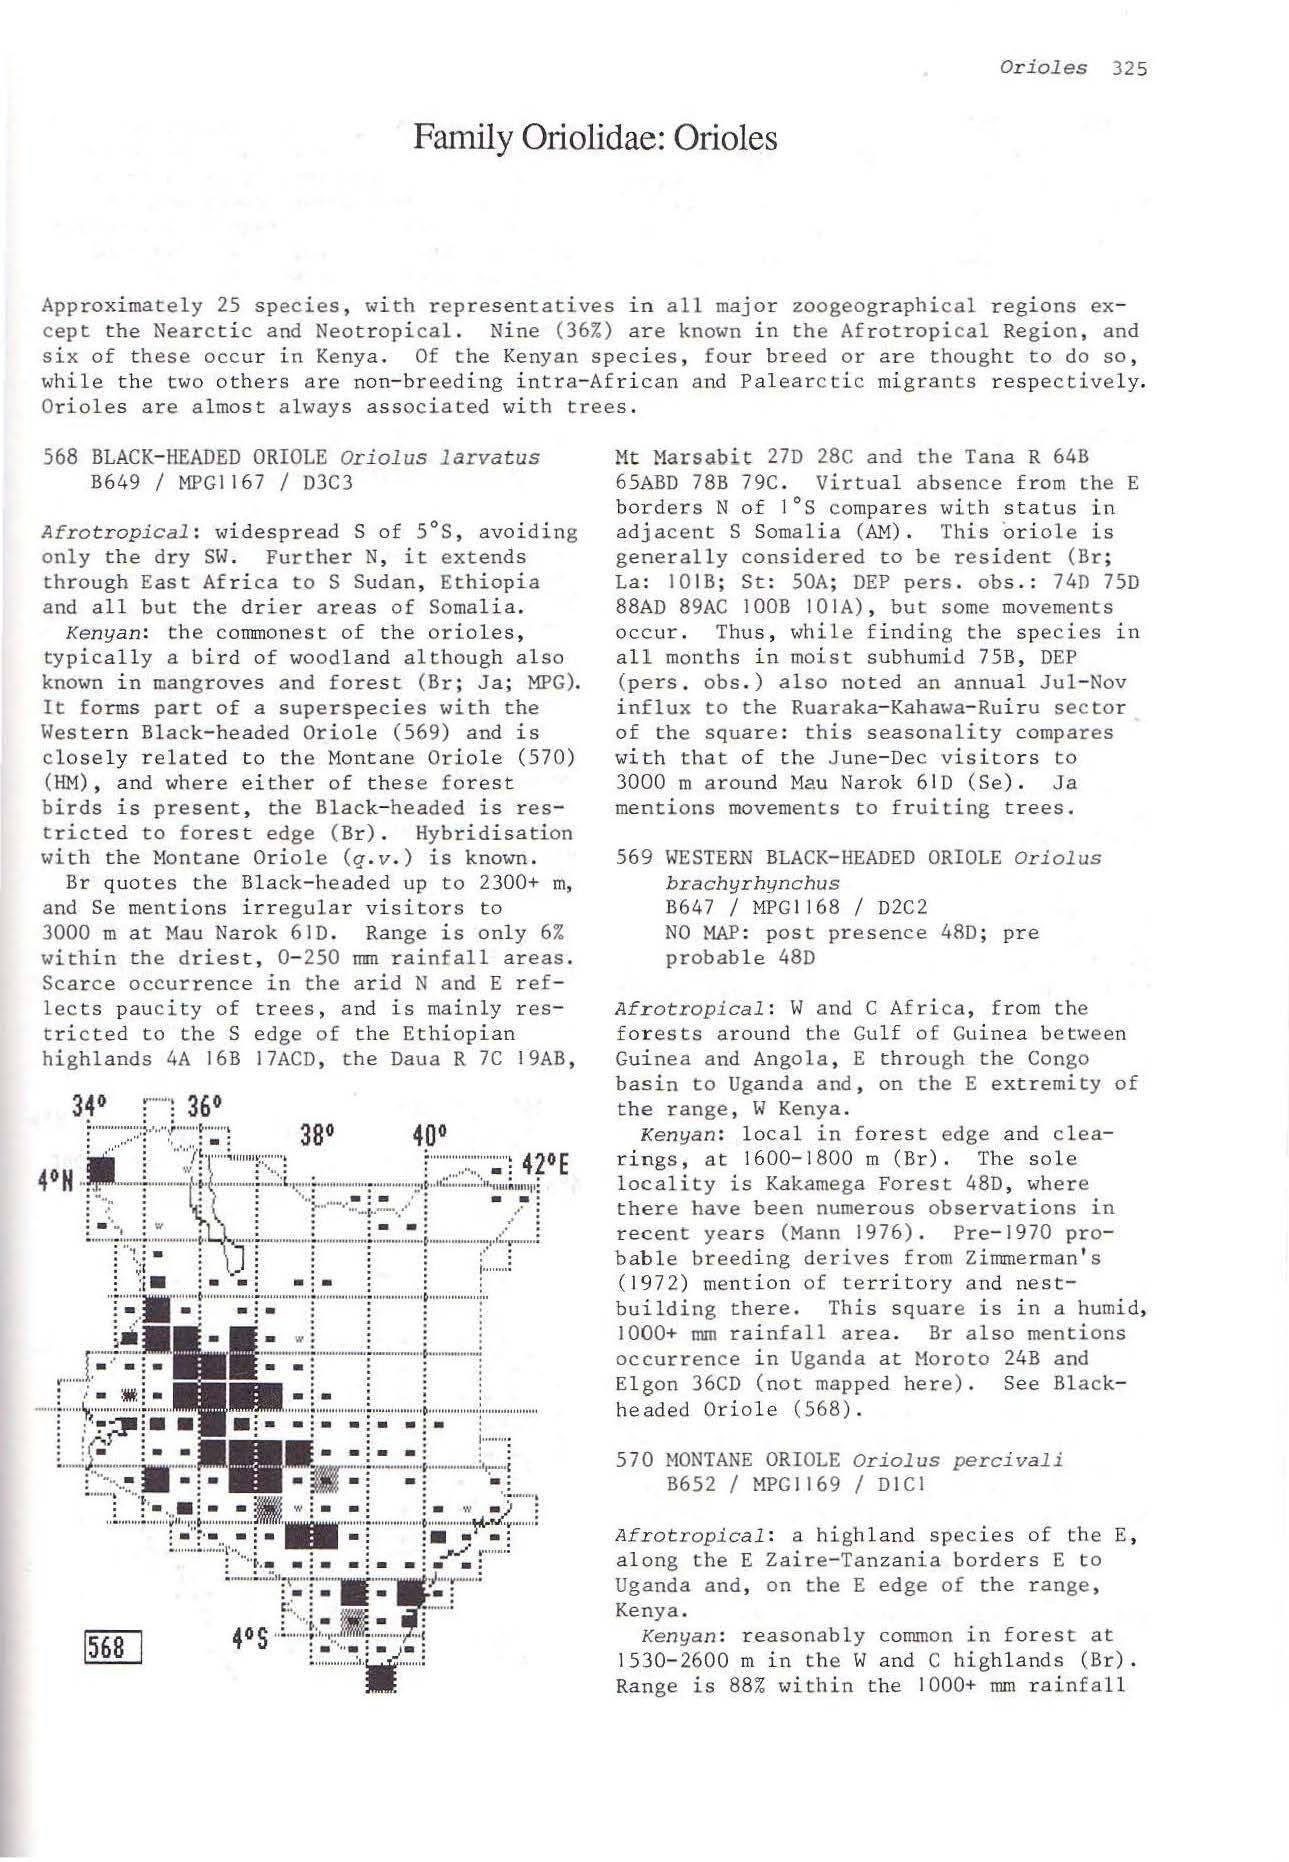 Orioles 325
Family Oriolidae: Orioles
Approximately 25 species, with representatives in all major zoogeographical regions ex-
cept the Nearctic and Neotropical. Nine (36%) are known in the Afrotropical Region, and
six of these occur in Kenya. Of the Kenyan species, four breed or are thought to do so,
while the two others are non-breeding intra-African and Palearctic migrants respectively.
Orioles are almost always associated with trees.
568 BLACK-HEADED ORIOLE Oriolus larvatus
B649 / MPG1167 / D3C3
Afrotropical: widespread S of 5°S, avoiding
only the dry SW. Further N, it extends
through East Africa to S Sudan, Ethiopia
and all but the drier areas of Somalia.
Kenyan: the commonest of the orioles,
typically a bird of woodland although also
known in mangroves and forest (Br; Ja; MPG).
It forms part of a superspecies with the
Western Black-headed Oriole (569) and is
closely related to the Montane Oriole (570)
(HM), and where either of these forest
birds is present, the Black-headed is res-
tricted to forest edge (Br). Hybridisation
with the Montane Oriole (q.v.) is known.
Br quotes the Black-headed up to 2300+ m,
and Se mentions irregular visitors to
3000 m at Mau Narok 61D. Range is only 6%
within the driest, 0-250 mm rainfall areas.
Scarce occurrence in the arid N and E ref-
lects paucity of trees, and is mainly res-
tricted to the S edge of the Ethiopian
highlands 4A 16B 17ACD, the Daua R 7C 19AB,
34° 36°
38° 40°
42°E
4°N
W
W
W
W
W
4°S
568
Mt Marsabit 27D 28C and the Tana R 64B
65ABD 78B 79C. Virtual absence from the E
borders N of 1°S compares with status in
adjacent S Somalia (AM). This oriole is
generally considered to be resident (Br;
La: 101B; St: 50A; DEP pers. obs.: 74D 75D
88AD 89AC 100B 101A), but some movements
occur. Thus, while finding the species in
all months in moist subhumid 75B, DEP
(pers. obs.) also noted an annual Jul-Nov
influx to the Ruaraka-Kahawa-Ruiru sector
of the square: this seasonality compares
with that of the June-Dec visitors to
3000 m around Mau Narok 61D (Se). Ja
mentions movements to fruiting trees.
569 WESTERN BLACK-HEADED ORIOLE Oriolus
brachyrhynchus
B647 / MPG1168 / D2C2
NO MAP: post presence 48D; pre
probable 48D
Afrotropical: W and C Africa, from the
forests around the Gulf of Guinea between
Guinea and Angola, E through the Congo
basin to Uganda and, on the E extremity of
the range, W Kenya.
Kenyan: local in forest edge and clea-
rings, at 1600-1800 m (Br). The sole
locality is Kakamega Forest 48D, where
there have been numerous observations in
recent years (Mann 1976). Pre-1970 pro-
bable breeding derives from Zimmerman's
(1972) mention of territory and nest-
building there. This square is in a humid,
1000+ mm rainfall area. Br also mentions
occurrence in Uganda at Moroto 24B and
Elgon 36CD (not mapped here). See Black-
headed Oriole (568).
570 MONTANE ORIOLE Oriolus percivali
B652 / MPG1169 / D1C1
Afrotropical: a highland species of the E,
along the E Zaire-Tanzania borders E to
Uganda and, on the E edge of the range,
Kenya.
Kenyan: reasonably common in forest at
1530-2600 m in the W and C highlands (Br).
Range is 88% within the 1000+ mm rainfall